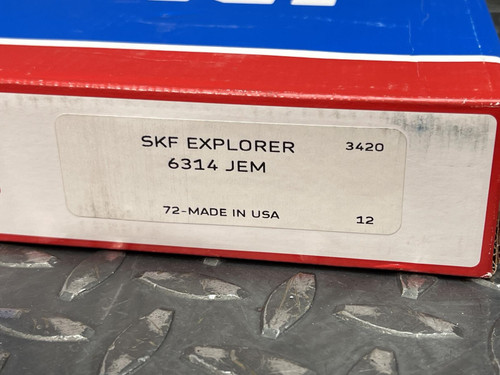 SKF EXPLORER 3420
6314 JEM
72-MADE IN USA 12